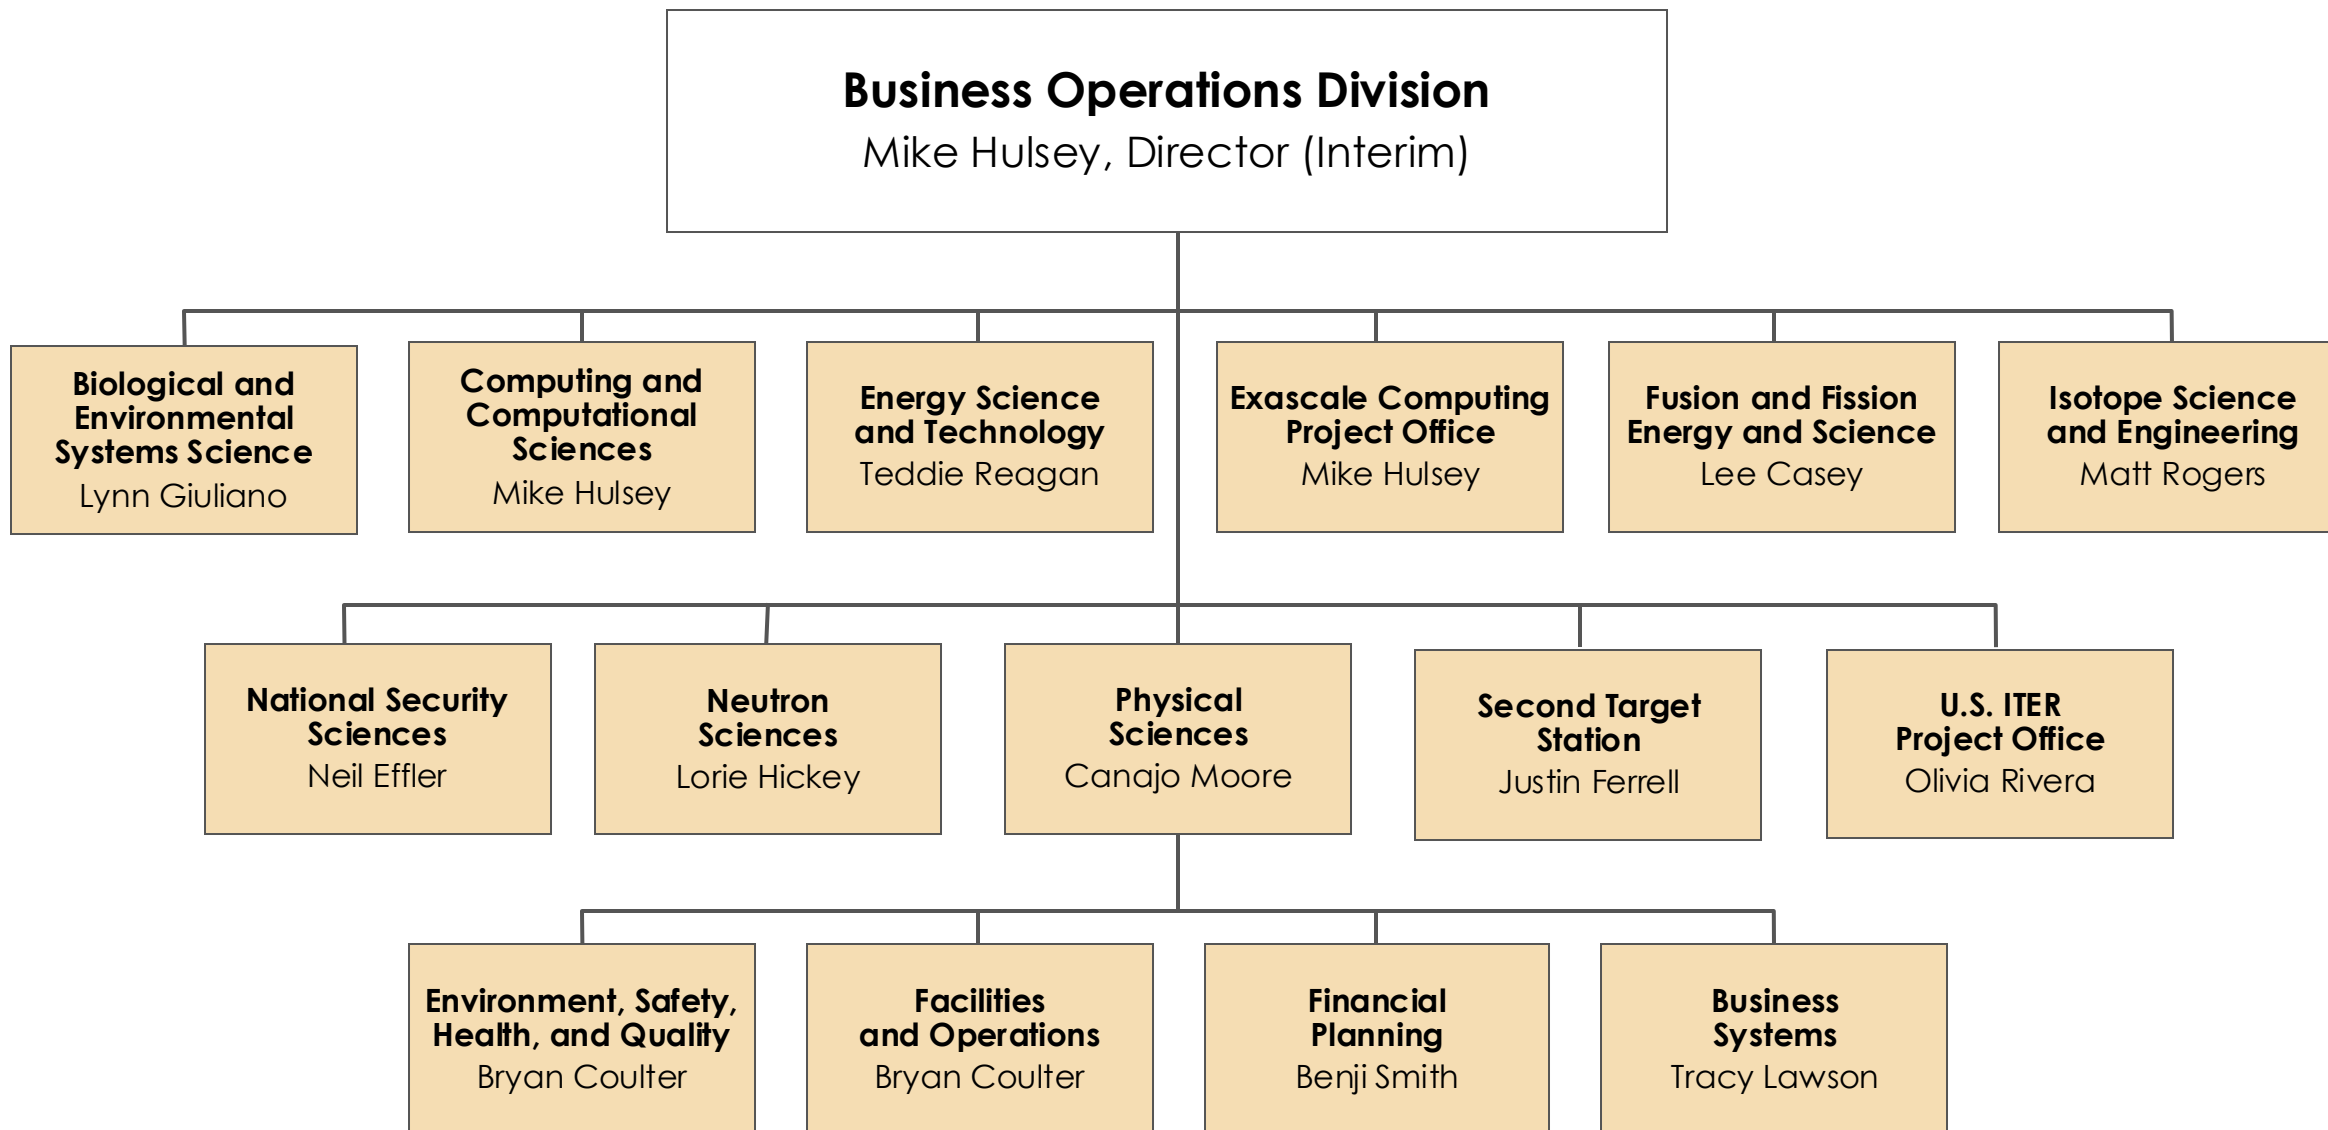 Business Operations Division
Mike Hulsey, Director (Interim)
Biological and
Environmental
Systems Science
Lynn Giuliano
Computing and
Computational
Sciences
Mike Hulsey
Energy Science
and Technology
Teddie Reagan
Exascale Computing
Project Office
Mike Hulsey
Fusion and Fission
Energy and Science
Lee Casey
Isotope Science
and Engineering
Matt Rogers
National Security
Sciences
Neil Effler
Neutron
Sciences
Lorie Hickey
Physical
Sciences
Canajo Moore
Second Target
Station
Justin Ferrell
U.S. ITER
Project Office
Olivia Rivera
Environment, Safety,
Health, and Quality
Bryan Coulter
Facilities
and Operations
Bryan Coulter
Financial
Planning
Benji Smith
Business
Systems
Tracy Lawson